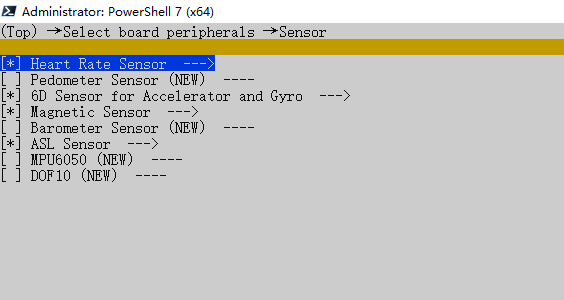 Administrator: PowerShell 7 (x64)
(Top) →Select board peripherals →Sensor
[*] Heart Rate Sensor  --->
[ ] Pedometer Sensor (NEW)  ----
[*] 6D Sensor for Accelerator and Gyro  --->
[*] Magnetic Sensor  --->
[ ] Barometer Sensor (NEW)  ----
[*] ASL Sensor  --->
[ ] MPU6050 (NEW)  ----
[ ] DOF10 (NEW)  ----